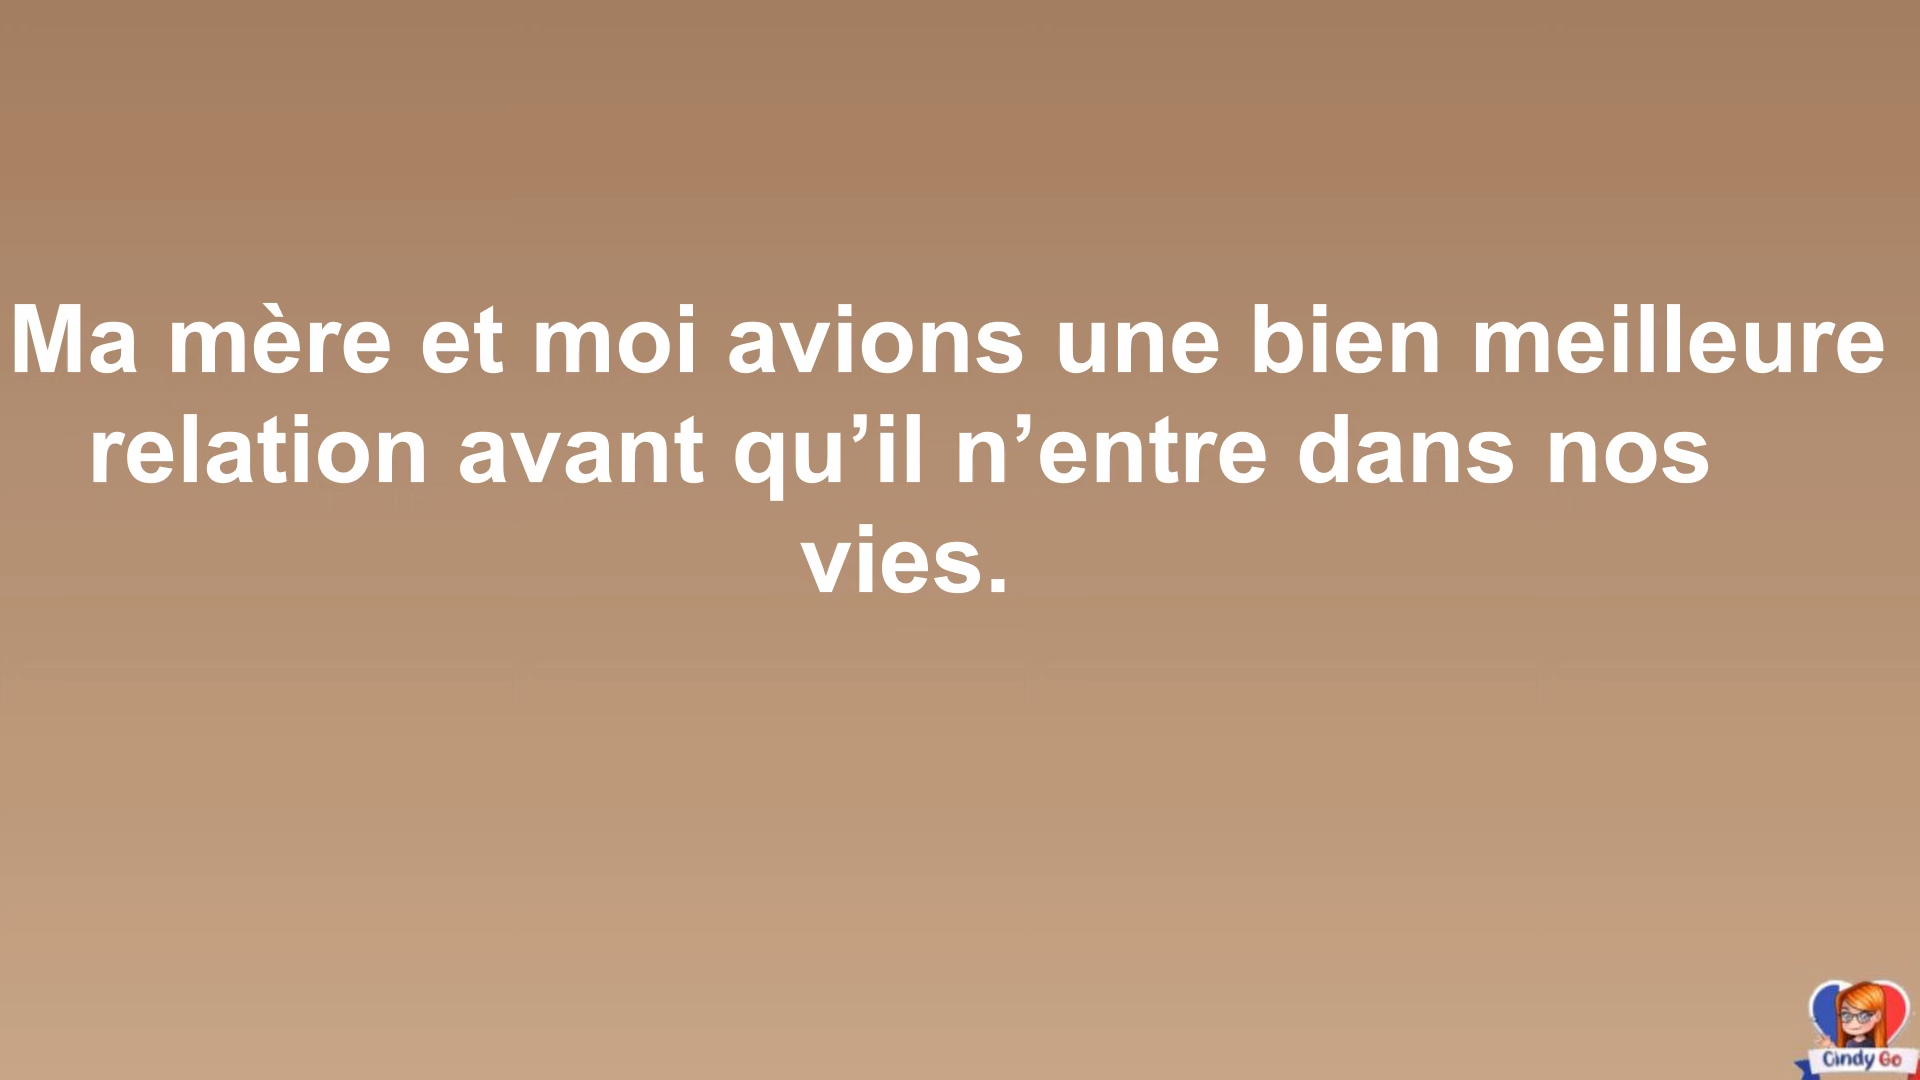 Ma mère et moi avions une bien meilleure
relation avant qu’il n’entre dans nos
vies.
Cindy Go